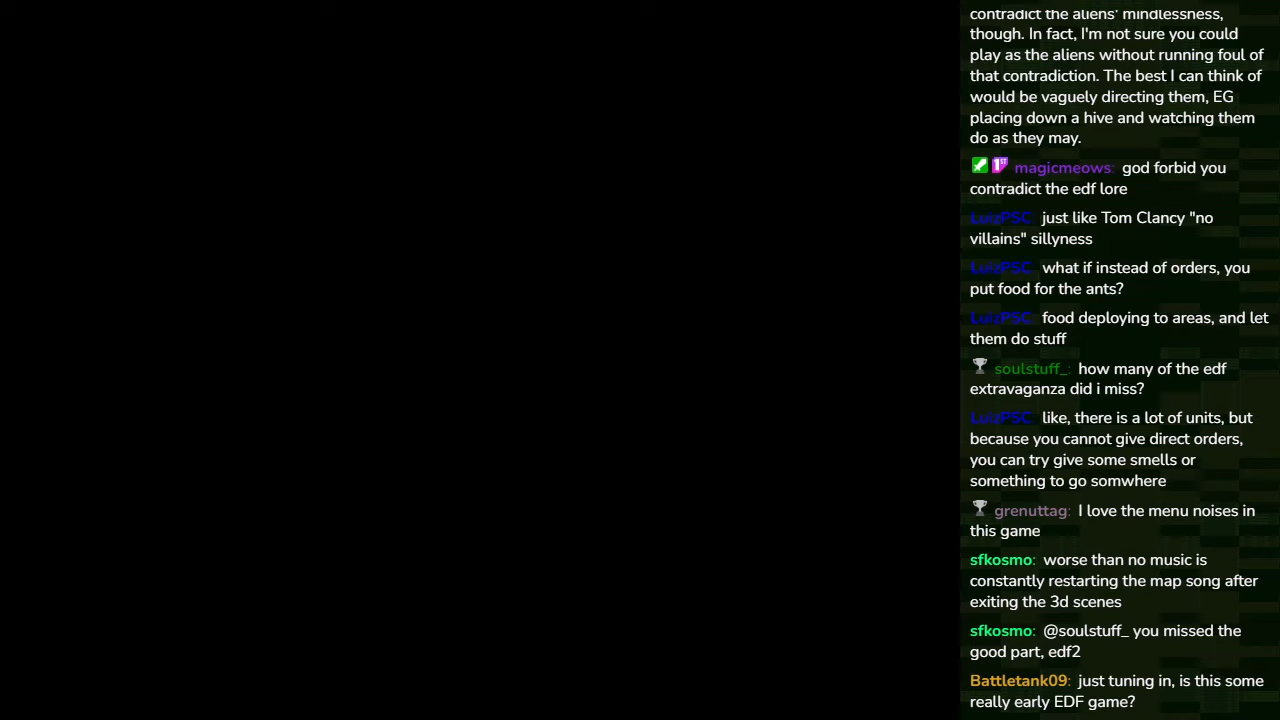 contradict the aliens' mindlessness,
though. In fact, I'm not sure you could
play as the aliens without running foul of
that contradiction. The best I can think of
would be vaguely directing them, EG
placing down a hive and watching them
do as they may.
magicmeows: god forbid you
contradict the edf lore
LuizPSC: just like Tom Clancy "no
villains" sillyness
LuizPSC: what if instead of orders, you
put food for the ants?
LuizPSC: food deploying to areas, and let
them do stuff
soulstuff_: how many of the edf
extravaganza did i miss?
LuizPSC: like, there is a lot of units, but
because you cannot give direct orders,
you can try give some smells or
something to go somwhere
grenuttag: I love the menu noises in
this game
sfkosmo: worse than no music is
constantly restarting the map song after
exiting the 3d scenes
sfkosmo: @soulstuff_ you missed the
good part, edf2
Battletank09: just tuning in, is this some
really early EDF game?